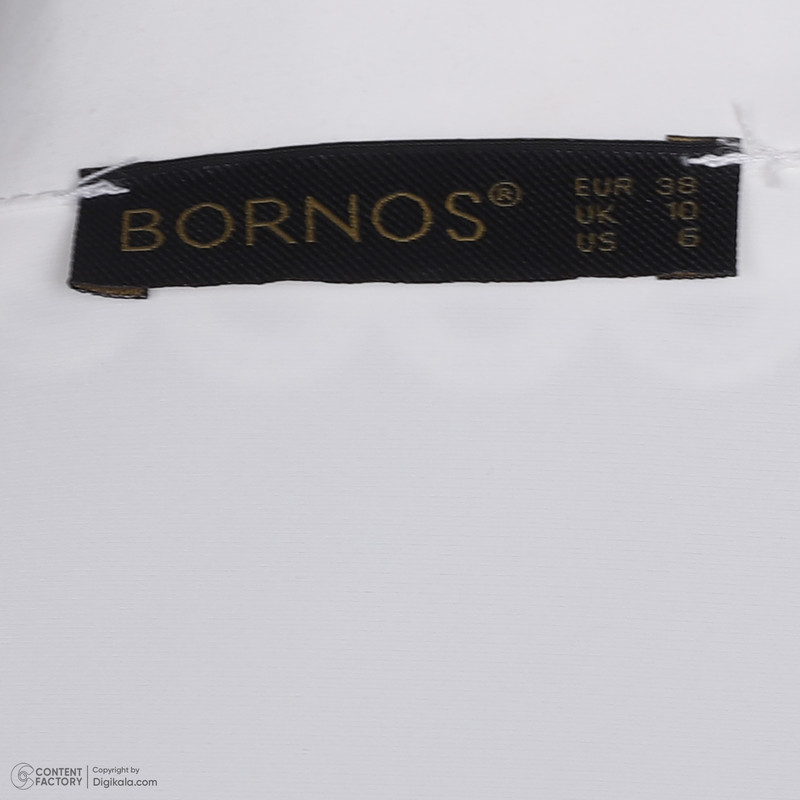 BORNOS®
EUR 38
UK 10
US 6
CONTENT FACTORY
Copyright by
Digikala.com